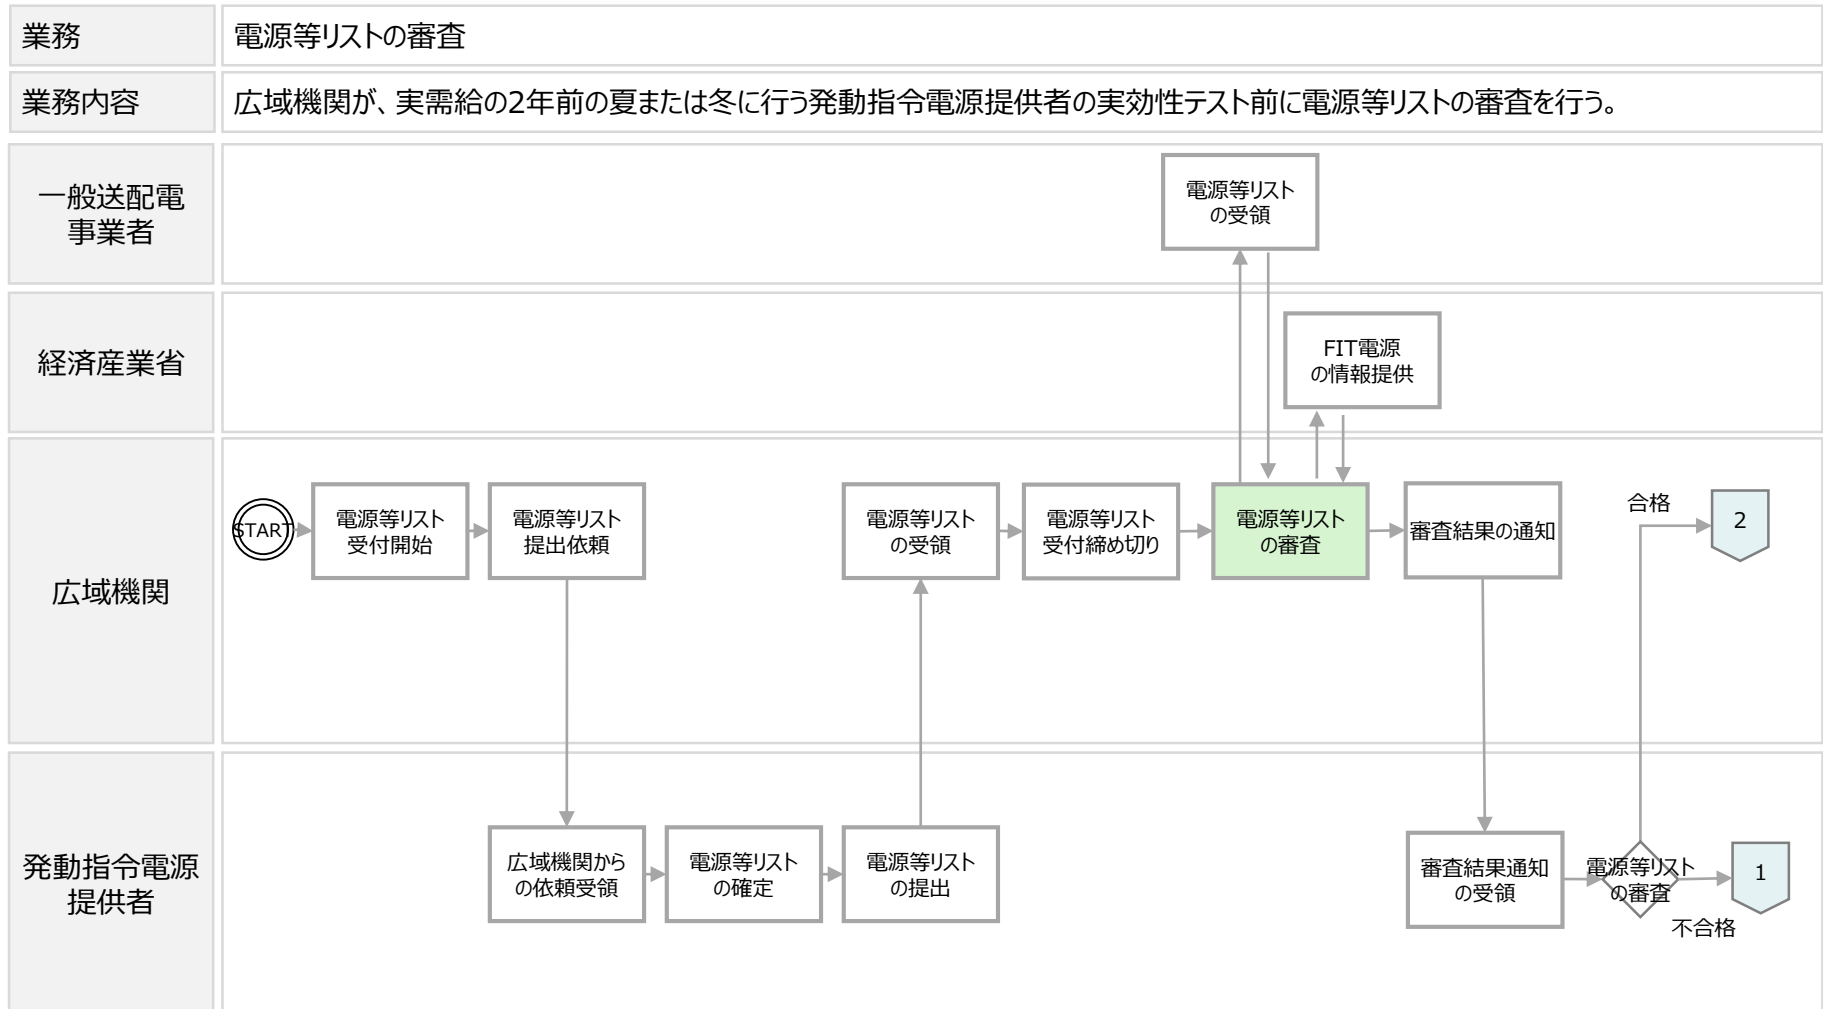 業務
電源等リストの審査
業務内容
広域機関が、実需給の2年前の夏または冬に行う発動指令電源提供者の実効性テスト前に電源等リストの審査を行う。
一般送配電
事業者
電源等リスト
の受領
経済産業省
FIT電源
の情報提供
広域機関
START
電源等リスト
受付開始
電源等リスト
提出依頼
電源等リスト
の受領
電源等リスト
受付締め切り
電源等リスト
の審査
審査結果の通知
合格
2
発動指令電源
提供者
広域機関から
の依頼受領
電源等リスト
の確定
電源等リスト
の提出
審査結果通知
の受領
電源等リスト
の審査
1
不合格